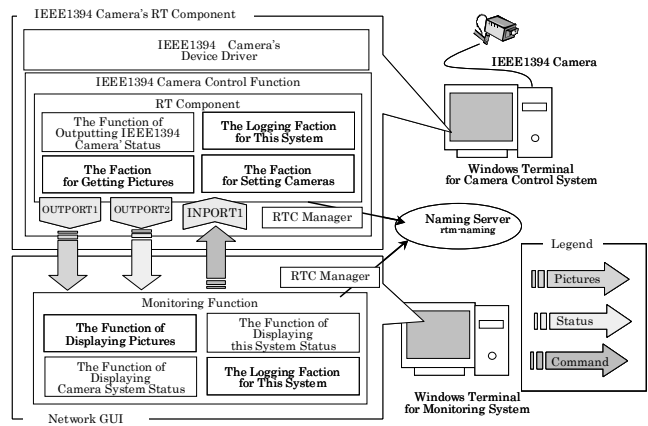 IEEE1394 Camera's RT Component
IEEE1394 Camera's
Device Driver
IEEE1394 Camera Control Function
RT Component
The Function of
Outputting IEEE1394
Camera' Status
The Logging Faction
for This System
The Faction
for Getting Pictures
The Faction
for Setting Cameras
OUTPORT1
OUTPORT2
INPORT1
RTC Manager
IEEE1394 Camera
Windows Terminal
for Camera Control System
Naming Server
rtm-naming
RTC Manager
Monitoring Function
The Function of
Displaying Pictures
The Function of
Displaying
this System Status
The Function of
Displaying
Camera System Status
The Logging Faction
for This System
Network GUI
Windows Terminal
for Monitoring System
Legend
Pictures
Status
Command